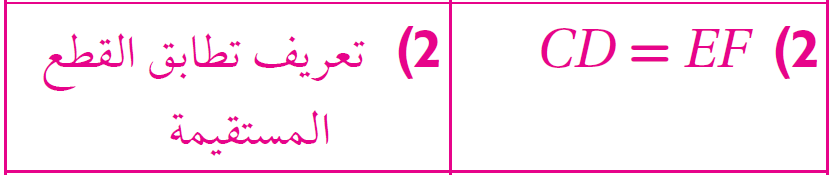 2) CD = EF
2) تعريف تطابق القطع
المستقيمة